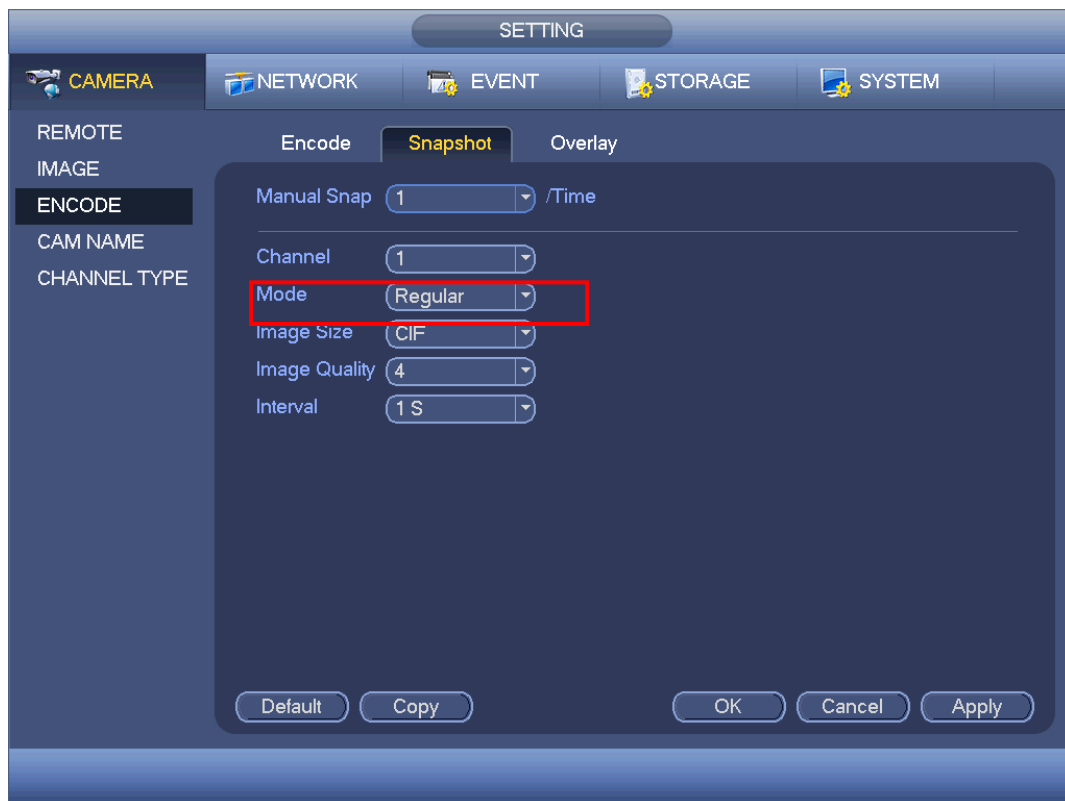 SETTING
CAMERA NETWORK EVENT STORAGE SYSTEM
REMOTE
IMAGE
ENCODE
CAM NAME
CHANNEL TYPE
Encode Snapshot Overlay
Manual Snap 1 /Time
Channel 1
Mode Regular
Image Size CIF
Image Quality 4
Interval 1 S
Default Copy OK Cancel Apply